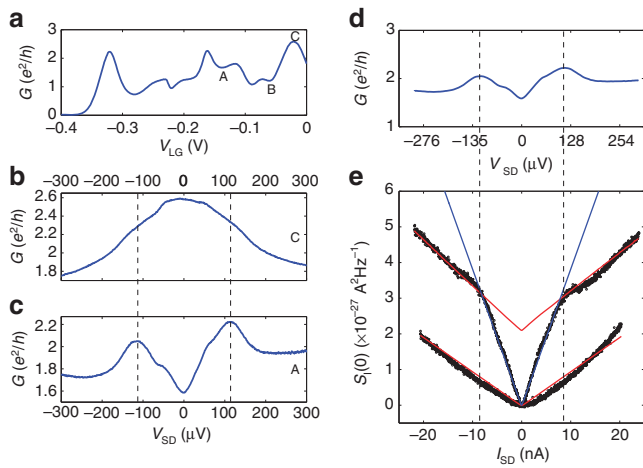 a
G (e²/h)
3
2
1
0
−0.4
−0.3
−0.2
−0.1
0
V_LG (V)
A
B
C
b
−300
−200
−100
0
100
200
300
G (e²/h)
2.6
2.4
2.2
2
1.8
C
c
G (e²/h)
2.2
2
1.8
1.6
A
−300
−200
−100
0
100
200
300
V_SD (μV)
d
G (e²/h)
3
2
1
0
−276
−135
0
128
254
V_SD (μV)
e
S_I(0) (×10⁻²⁷ A²Hz⁻¹)
6
5
4
3
2
1
0
−20
−10
0
10
20
I_SD (nA)